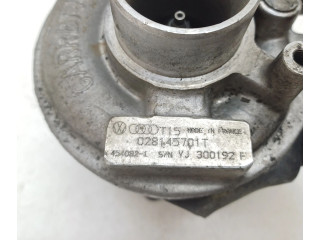 T15 MADE IN FRANCE
028145701T
454082-1 S/N YJ 300192 F